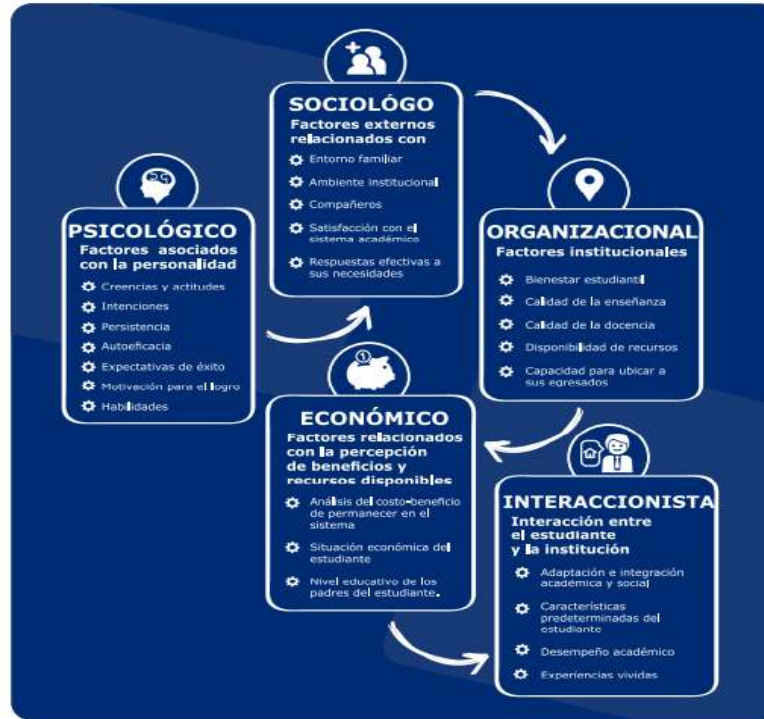 PSICOLÓGICO
Factores asociados
con la personalidad
Creencias y actitudes
Intenciones
Persistencia
Autoeficacia
Expectativas de éxito
Motivación para el logro
Habilidades
SOCIOLÓGO
Factores externos
relacionados con
Entorno familiar
Ambiente institucional
Compañeros
Satisfacción con el
sistema académico
Respuestas efectivas a
sus necesidades
ORGANIZACIONAL
Factores institucionales
Bienestar estudiantil
Calidad de la enseñanza
Calidad de la docencia
Disponibilidad de recursos
Capacidad para ubicar a
sus egresados
1
ECONÓMICO
Factores relacionados
con la percepción
de beneficios y
recursos disponibles
Análisis del costo-beneficio
de permanecer en el
sistema
Situación económica del
estudiante
Nivel educativo de los
padres del estudiante.
INTERACCIONISTA
Interacción entre
el estudiante
y la institución
Adaptación e integración
académica y social
Características
predeterminadas del
estudiante
Desempeño académico
Experiencias vividas